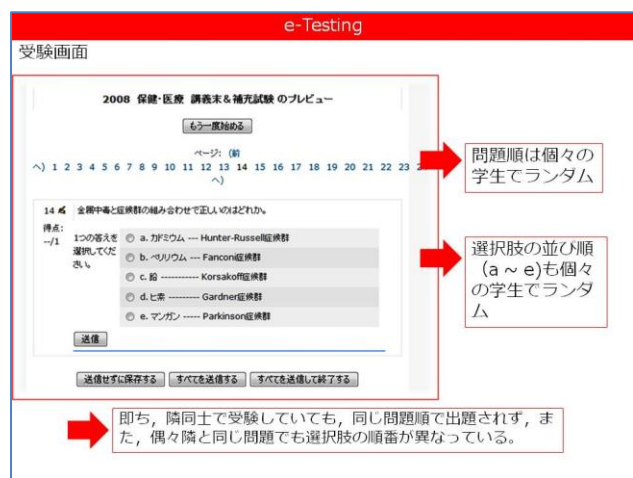 e-Testing
受験画面
2008 保健・医療 講義末&補充試験 のプレビュー
もう一度始める
ページ: (前
へ) 1 2 3 4 5 6 7 8 9 10 11 12 13 14 15 16 17 18 19 20 21 22 23
へ)
14 金属中毒と症候群の組み合わせで正しいのはどれか。
得点:
--/1
1つの答えを
選択してくだ
さい。
a. カドミウム --- Hunter-Russell症候群
b. ベリリウム --- Fanconi症候群
c. 鉛 ----------- Korsakoff症候群
d. ヒ素 --------- Gardner症候群
e. マンガン ----- Parkinson症候群
送信
送信せずに保存する すべてを送信する すべてを送信して終了する
問題順は個々の
学生でランダム
選択肢の並び順
(a ~ e)も個々
の学生でランダ
ム
即ち，隣同士で受験していても，同じ問題順で出題されず，ま
た，偶々隣と同じ問題でも選択肢の順番が異なっている。